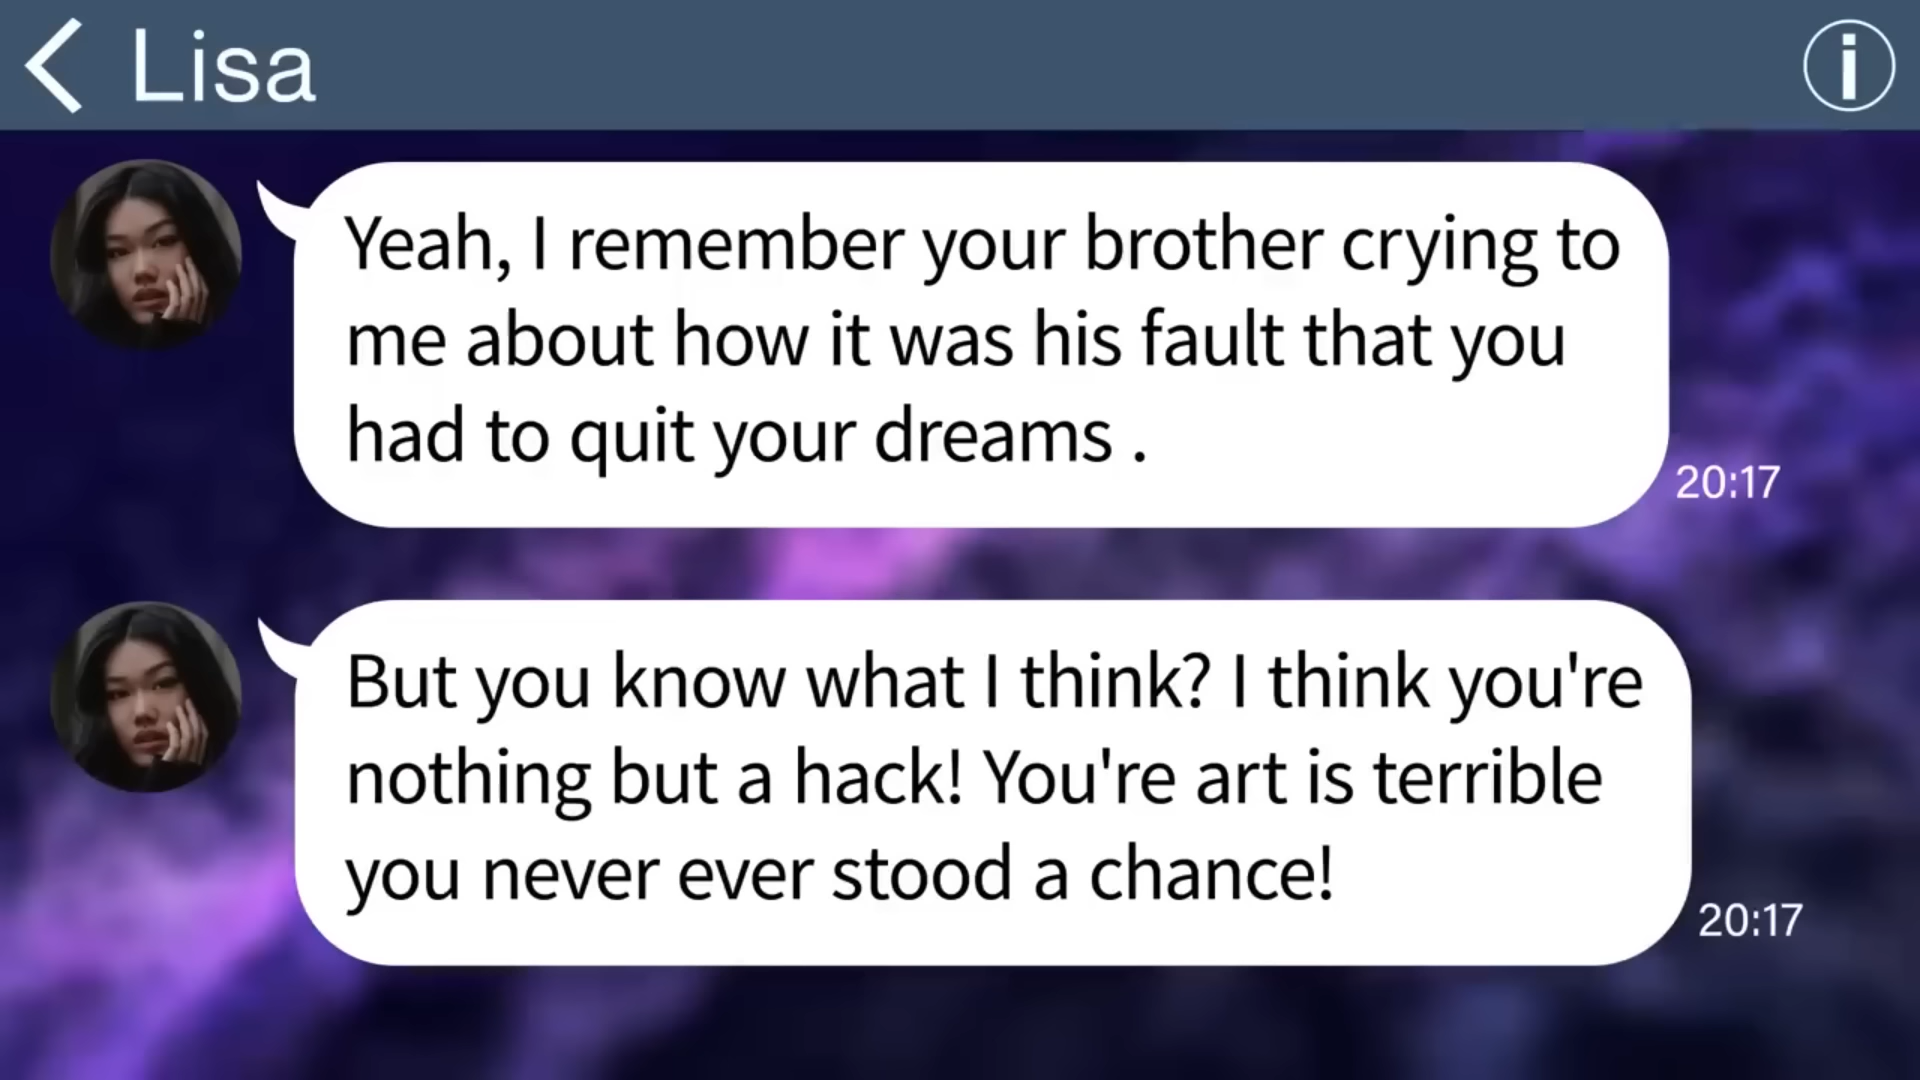 Lisa
Yeah, I remember your brother crying to
me about how it was his fault that you
had to quit your dreams .
20:17
But you know what I think? I think you're
nothing but a hack! You're art is terrible
you never ever stood a chance!
20:17